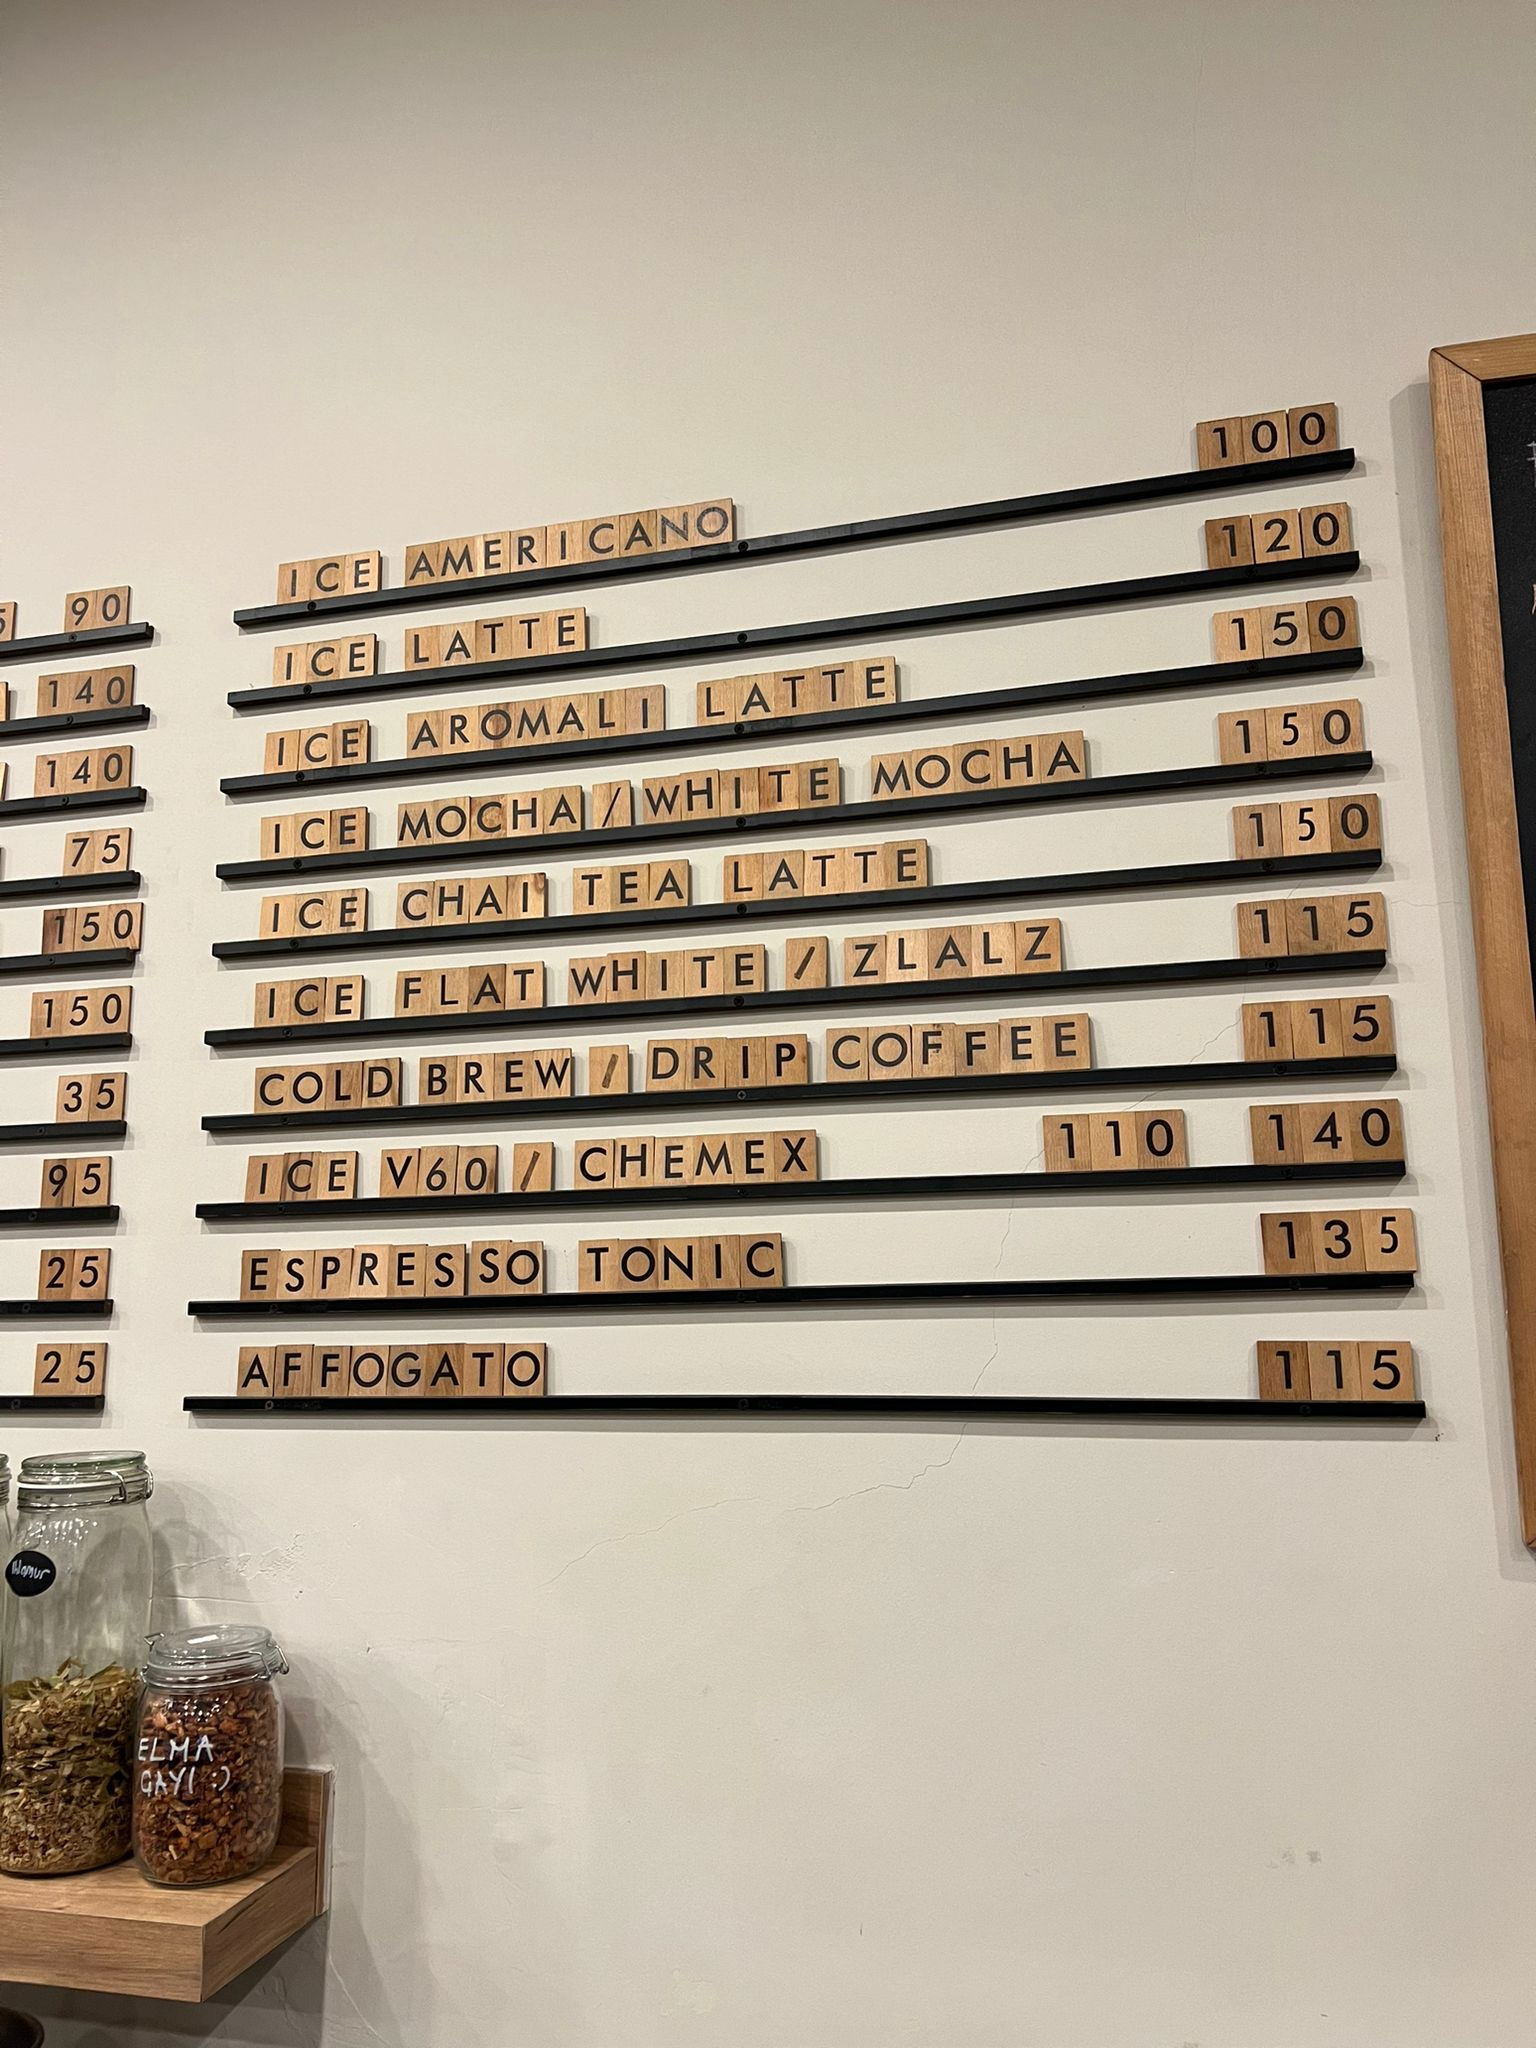 5 90
140
140
75
150
150
35
95
25
25
ICE AMERICANO 100
ICE LATTE 120
ICE AROMALI LATTE 150
ICE MOCHA/WHITE MOCHA 150
ICE CHAI TEA LATTE 150
ICE FLAT WHITE / ZLALZ 115
COLD BREW / DRIP COFFEE 115
ICE V60 / CHEMEX 110 140
ESPRESSO TONIC 135
AFFOGATO 115
Ihlamur
ELMA
ÇAYI :)